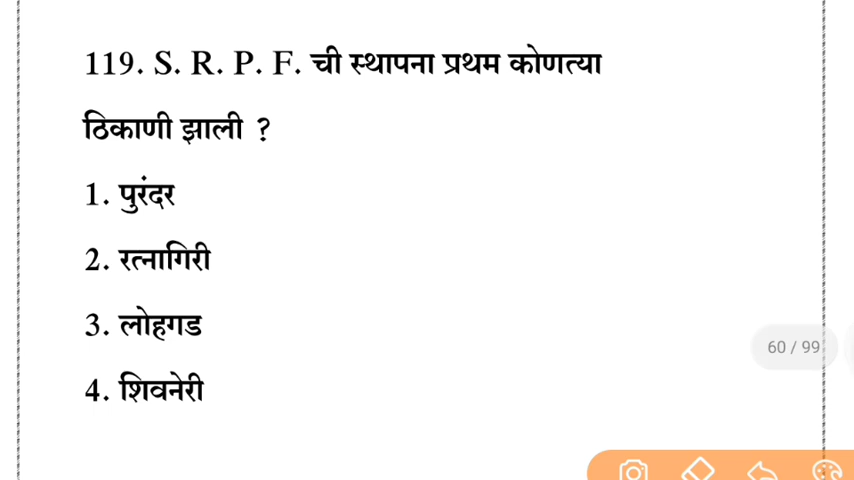 119. S. R. P. F. ची स्थापना प्रथम कोणत्या
ठिकाणी झाली ?
1. पुरंदर
2. रत्नागिरी
3. लोहगड
4. शिवनेरी
60 / 99